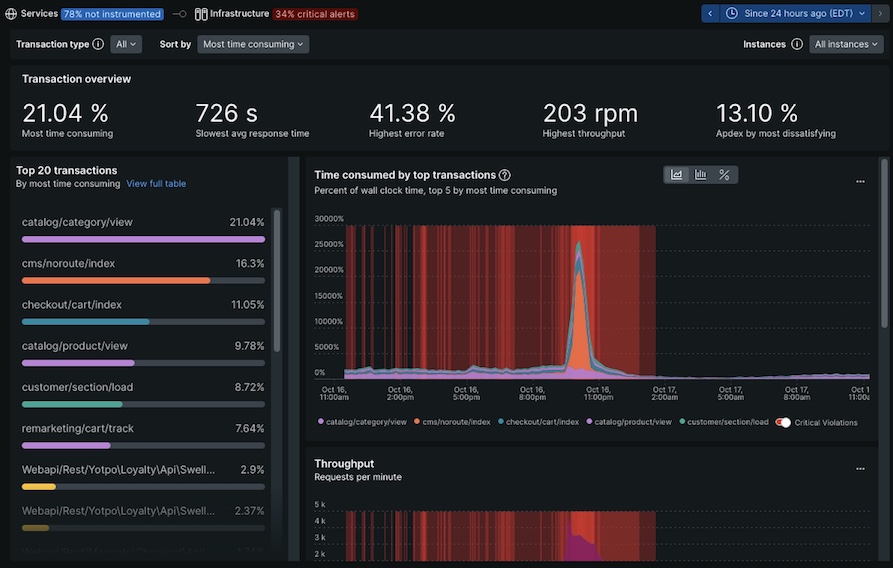 Services 78% not instrumented Infrastructure 34% critical alerts
Since 24 hours ago (EDT)
Transaction type All Sort by Most time consuming
Instances All instances
Transaction overview
21.04 %
Most time consuming
726 s
Slowest avg response time
41.38 %
Highest error rate
203 rpm
Highest throughput
13.10 %
Apdex by most dissatisfying
Top 20 transactions
By most time consuming View full table
catalog/category/view 21.04%
cms/noroute/index 16.3%
checkout/cart/index 11.05%
catalog/product/view 9.78%
customer/section/load 8.72%
remarketing/cart/track 7.64%
Webapi/Rest/Yotpo\Loyalty\Api\Swell... 2.9%
Webapi/Rest/Yotpo\Loyalty\Api\Swell... 2.37%
Time consumed by top transactions
Percent of wall clock time, top 5 by most time consuming
30000%
25000%
20000%
15000%
10000%
5000%
0%
Oct 16, 11:00am
Oct 16, 2:00pm
Oct 16, 5:00pm
Oct 16, 8:00pm
Oct 16, 11:00pm
Oct 17, 2:00am
Oct 17, 5:00am
Oct 17, 8:00am
Oct 1
11:00a
catalog/category/view cms/noroute/index checkout/cart/index catalog/product/view customer/section/load Critical Violations
Throughput
Requests per minute
5 k
4 k
3 k
2 k